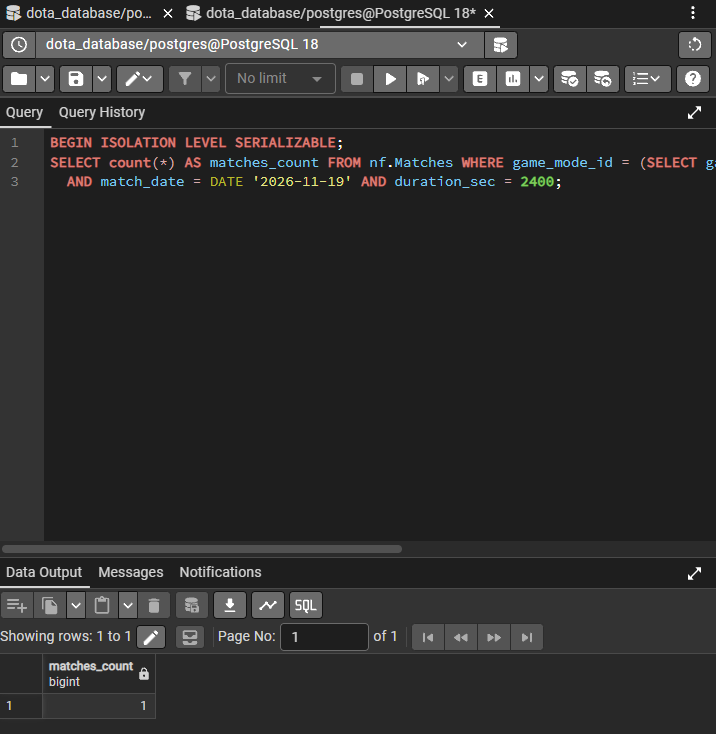 dota_database/po...
dota_database/postgres@PostgreSQL 18*
dota_database/postgres@PostgreSQL 18
No limit
E
Query
Query History
1 BEGIN ISOLATION LEVEL SERIALIZABLE;
2 SELECT count(*) AS matches_count FROM nf.Matches WHERE game_mode_id = (SELECT
3 AND match_date = DATE '2026-11-19' AND duration_sec = 2400;
Data Output
Messages
Notifications
SQL
Showing rows: 1 to 1
Page No: 1 of 1
matches_count
bigint
1 1